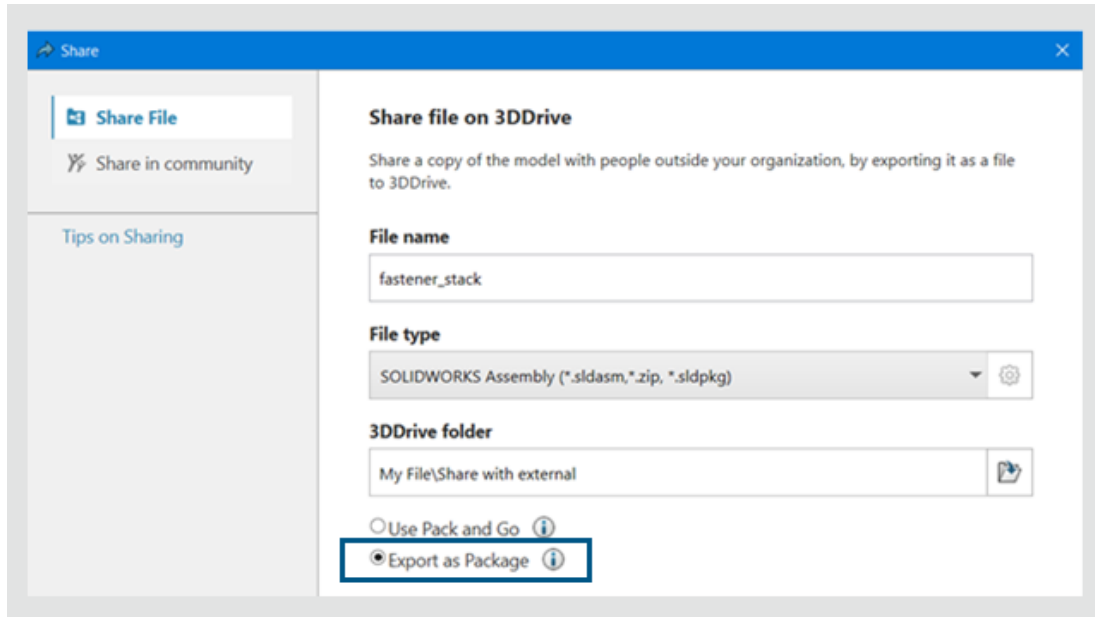 Share
Share File
Share in community
Tips on Sharing
Share file on 3DDrive
Share a copy of the model with people outside your organization, by exporting it as a file
to 3DDrive.
File name
fastener_stack
File type
SOLIDWORKS Assembly (*.sldasm,*.zip, *.sldpkg)
3DDrive folder
My File\Share with external
Use Pack and Go
Export as Package